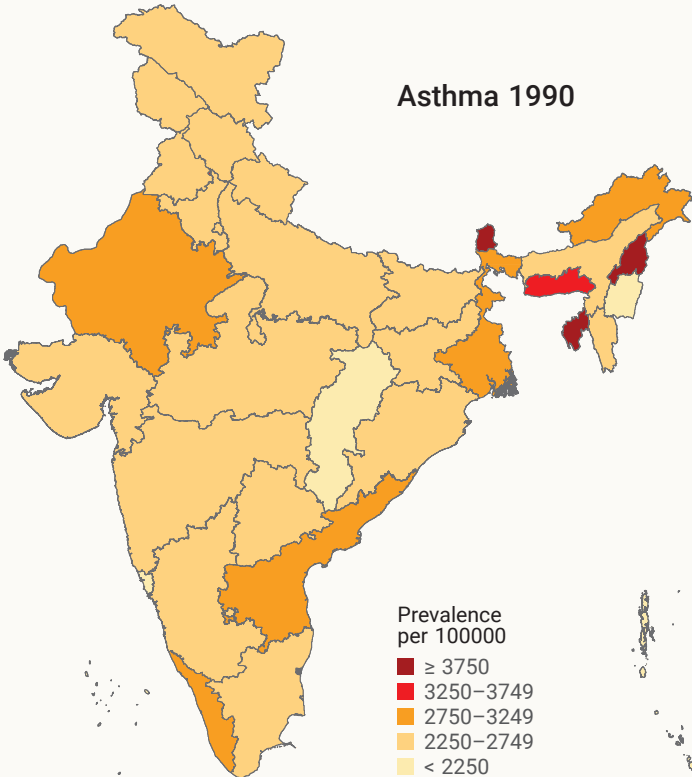 Asthma 1990
Prevalence
per 100000
≥ 3750
3250–3749
2750–3249
2250–2749
< 2250